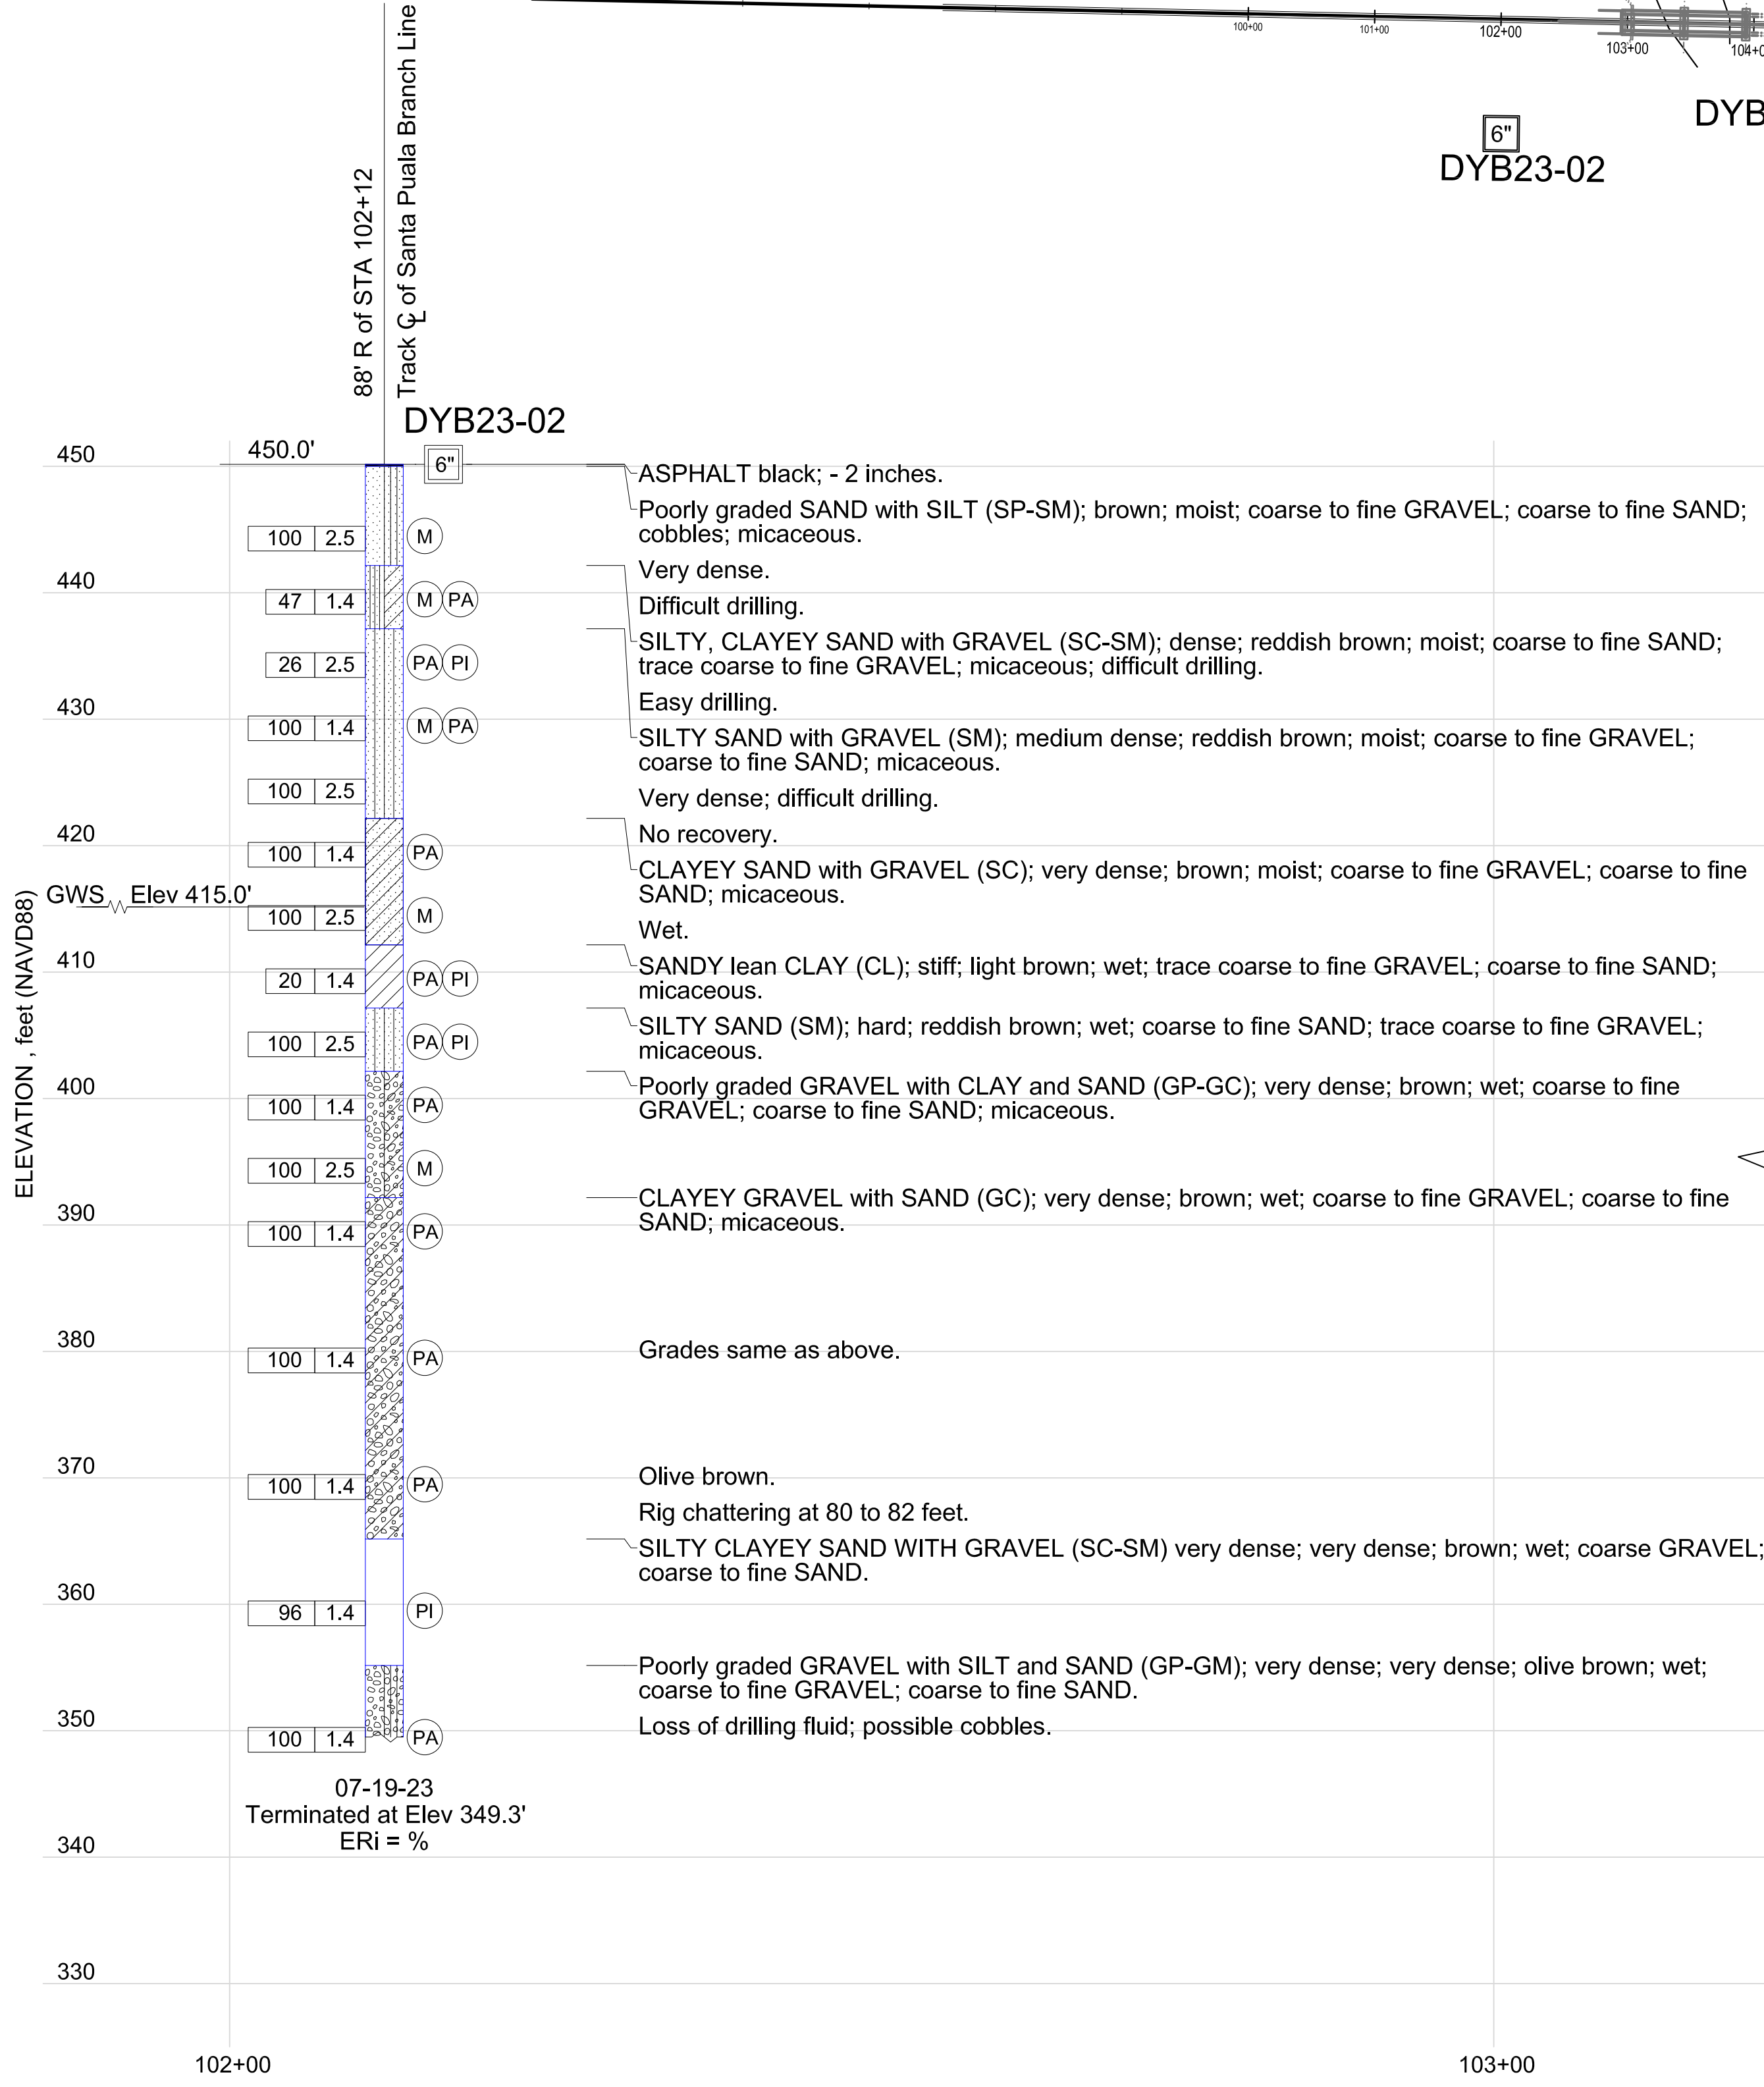 100+00
101+00
102+00
103+00
DYB
6"
DYB23-02
88' R of STA 102+12
Track ℄ of Santa Puala Branch Line
DYB23-02
450
450.0'
6"
ASPHALT black; - 2 inches.
Poorly graded SAND with SILT (SP-SM); brown; moist; coarse to fine GRAVEL; coarse to fine SAND;
cobbles; micaceous.
100 2.5 M
Very dense.
440
47 1.4 M PA
Difficult drilling.
SILTY, CLAYEY SAND with GRAVEL (SC-SM); dense; reddish brown; moist; coarse to fine SAND;
trace coarse to fine GRAVEL; micaceous; difficult drilling.
26 2.5 PA PI
Easy drilling.
430
100 1.4 M PA
SILTY SAND with GRAVEL (SM); medium dense; reddish brown; moist; coarse to fine GRAVEL;
coarse to fine SAND; micaceous.
100 2.5
Very dense; difficult drilling.
420
No recovery.
100 1.4 PA
CLAYEY SAND with GRAVEL (SC); very dense; brown; moist; coarse to fine GRAVEL; coarse to fine
SAND; micaceous.
GWS Elev 415.0'
100 2.5 M
Wet.
410
20 1.4 PA PI
SANDY lean CLAY (CL); stiff; light brown; wet; trace coarse to fine GRAVEL; coarse to fine SAND;
micaceous.
ELEVATION , feet (NAVD88)
100 2.5 PA PI
SILTY SAND (SM); hard; reddish brown; wet; coarse to fine SAND; trace coarse to fine GRAVEL;
micaceous.
400
100 1.4 PA
Poorly graded GRAVEL with CLAY and SAND (GP-GC); very dense; brown; wet; coarse to fine
GRAVEL; coarse to fine SAND; micaceous.
100 2.5 M
CLAYEY GRAVEL with SAND (GC); very dense; brown; wet; coarse to fine GRAVEL; coarse to fine
SAND; micaceous.
390
100 1.4 PA
380
100 1.4 PA
Grades same as above.
370
100 1.4 PA
Olive brown.
Rig chattering at 80 to 82 feet.
SILTY CLAYEY SAND WITH GRAVEL (SC-SM) very dense; very dense; brown; wet; coarse GRAVEL;
coarse to fine SAND.
360
96 1.4 PI
Poorly graded GRAVEL with SILT and SAND (GP-GM); very dense; very dense; olive brown; wet;
coarse to fine GRAVEL; coarse to fine SAND.
350
100 1.4 PA
Loss of drilling fluid; possible cobbles.
07-19-23
Terminated at Elev 349.3'
ERi = %
340
330
102+00
103+00